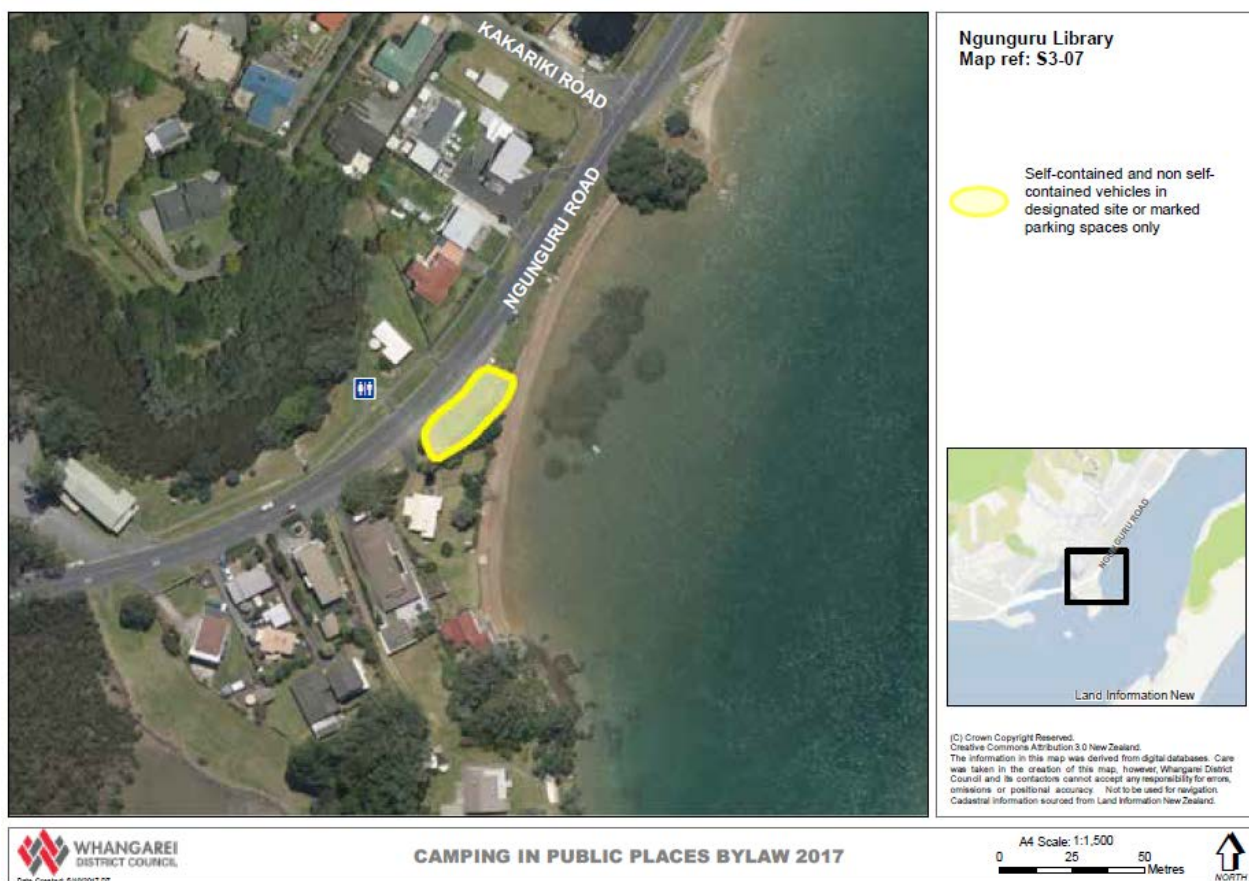 KAKARIKI ROAD
NGUNGURU ROAD
Ngunguru Library
Map ref: S3-07
Self-contained and non self-
contained vehicles in
designated site or marked
parking spaces only
NGUNGURU ROAD
Land Information New
(C) Crown Copyright Reserved.
Creative Commons Attribution 3.0 New Zealand.
The information in this map was derived from digital databases. Care
was taken in the creation of this map, however, Whangarei District
Council and its contactors cannot accept any responsibility for errors,
omissions or positional accuracy. Not to be used for navigation.
Cadastral information sourced from Land Information New Zealand.
WHANGAREI
DISTRICT COUNCIL
CAMPING IN PUBLIC PLACES BYLAW 2017
A4 Scale: 1:1,500
0 25 50
Metres
NORTH